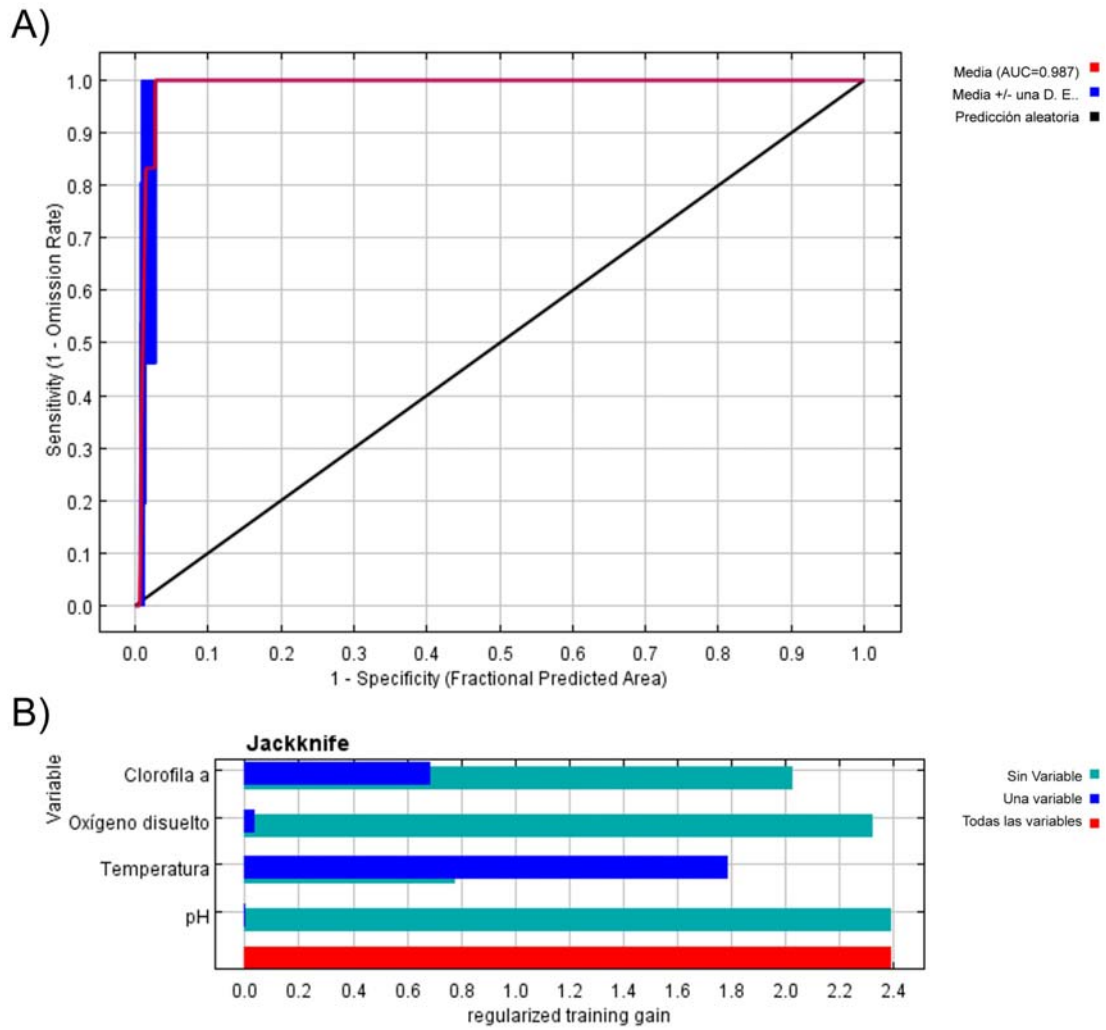 A)
Media (AUC=0.987)
Media +/- una D. E..
Predicción aleatoria
Sensitivity (1 - Omission Rate)
1.0
0.9
0.8
0.7
0.6
0.5
0.4
0.3
0.2
0.1
0.0
0.0 0.1 0.2 0.3 0.4 0.5 0.6 0.7 0.8 0.9 1.0
1 - Specificity (Fractional Predicted Area)
B)
Jackknife
Variable
Clorofila a
Oxígeno disuelto
Temperatura
pH
Sin Variable
Una variable
Todas las variables
0.0 0.2 0.4 0.6 0.8 1.0 1.2 1.4 1.6 1.8 2.0 2.2 2.4
regularized training gain